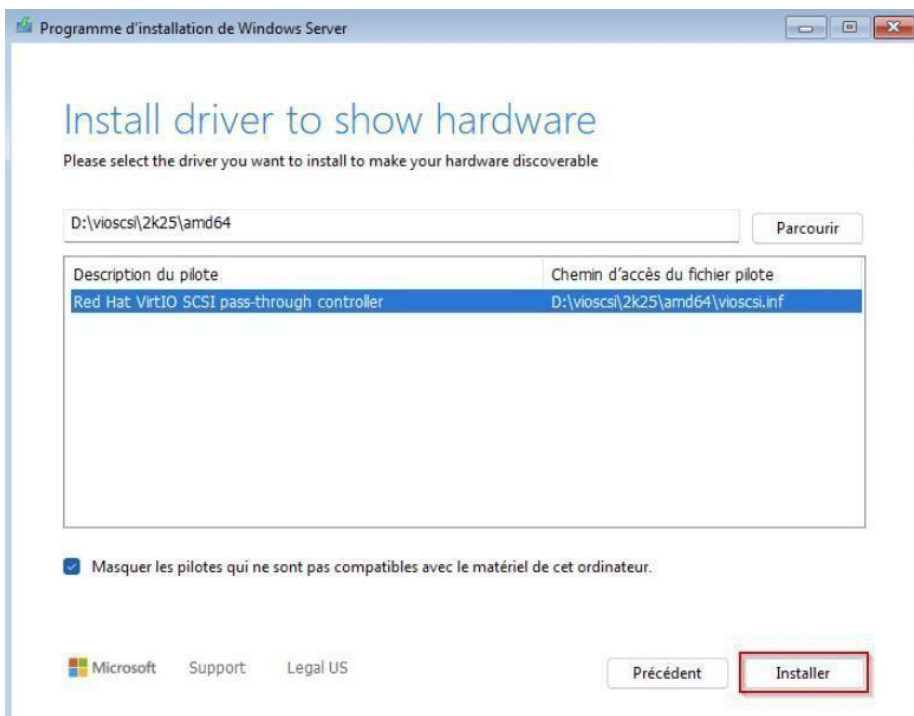 Programme d'installation de Windows Server
Install driver to show hardware
Please select the driver you want to install to make your hardware discoverable
D:\vioscsi\2k25\amd64
Parcourir
Description du pilote Chemin d'accès du fichier pilote
Red Hat VirtIO SCSI pass-through controller D:\vioscsi\2k25\amd64\vioscsi.inf
Masquer les pilotes qui ne sont pas compatibles avec le matériel de cet ordinateur.
Microsoft Support Legal US Précédent Installer